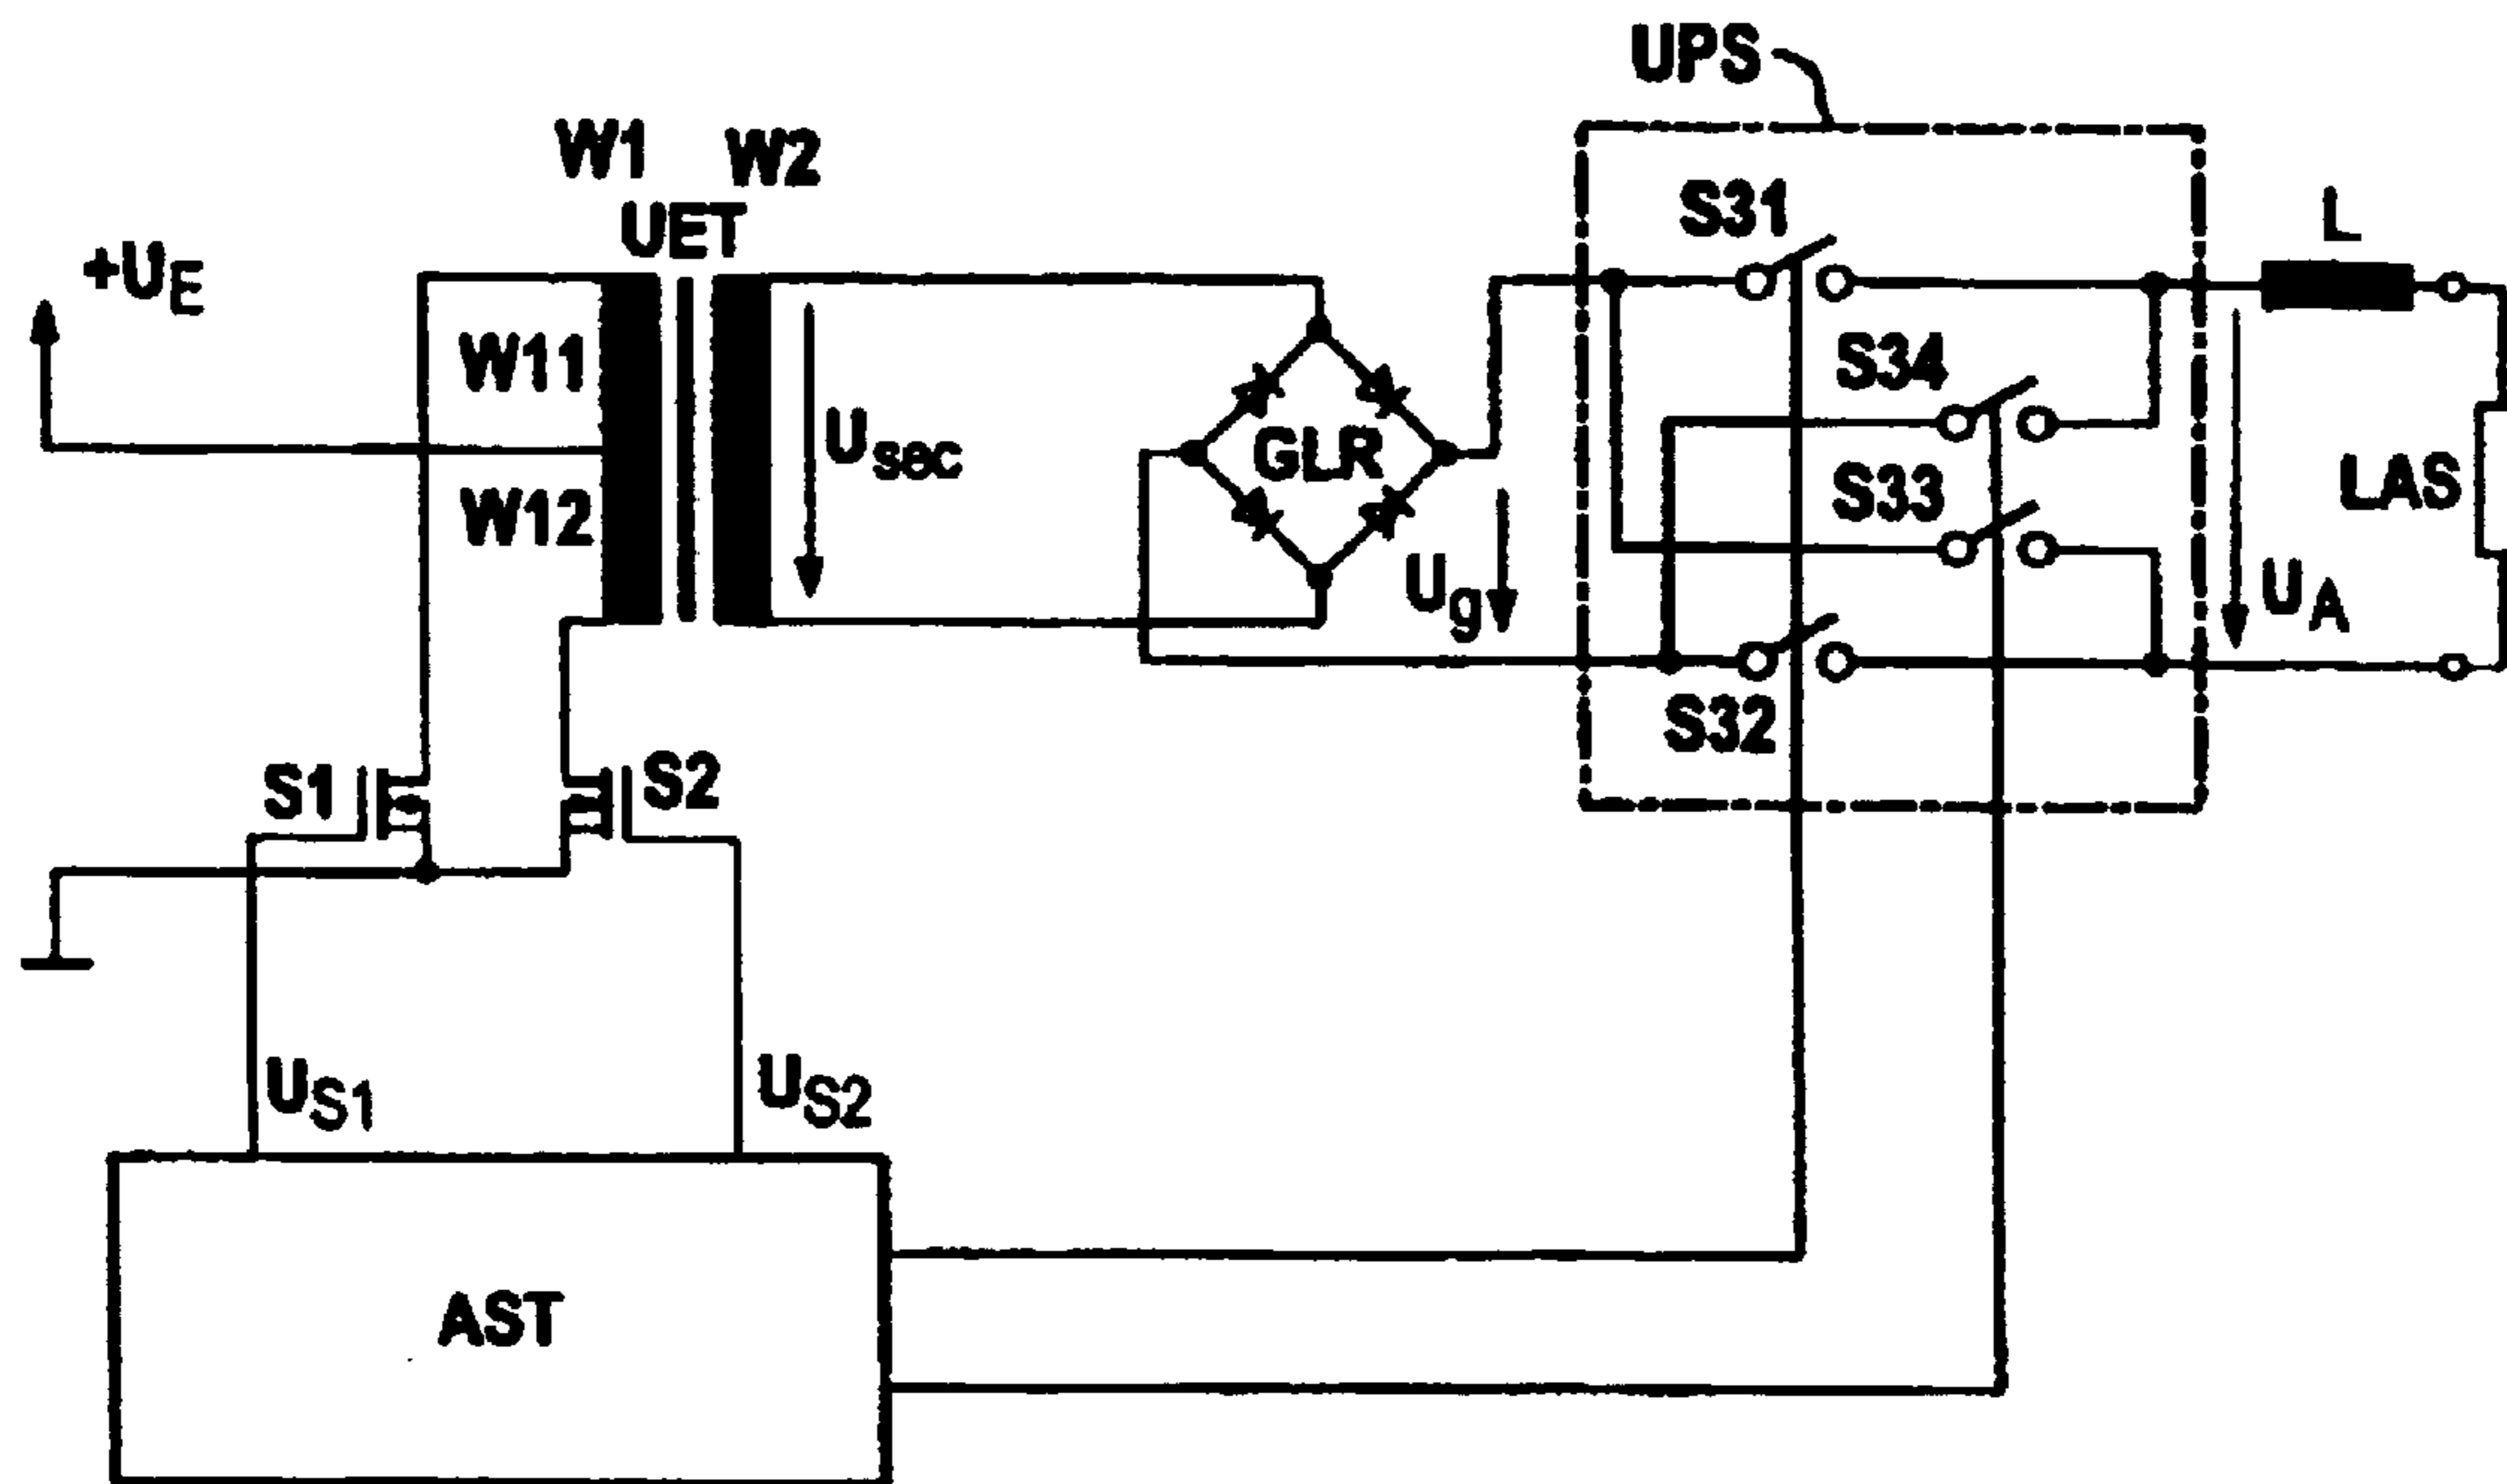 UPS
W1
W2
UET
S31
L
+UE
W11
S34
Usec
GLR
S33
LAS
W12
Ug
UA
S32
S1
S2
US1
US2
AST